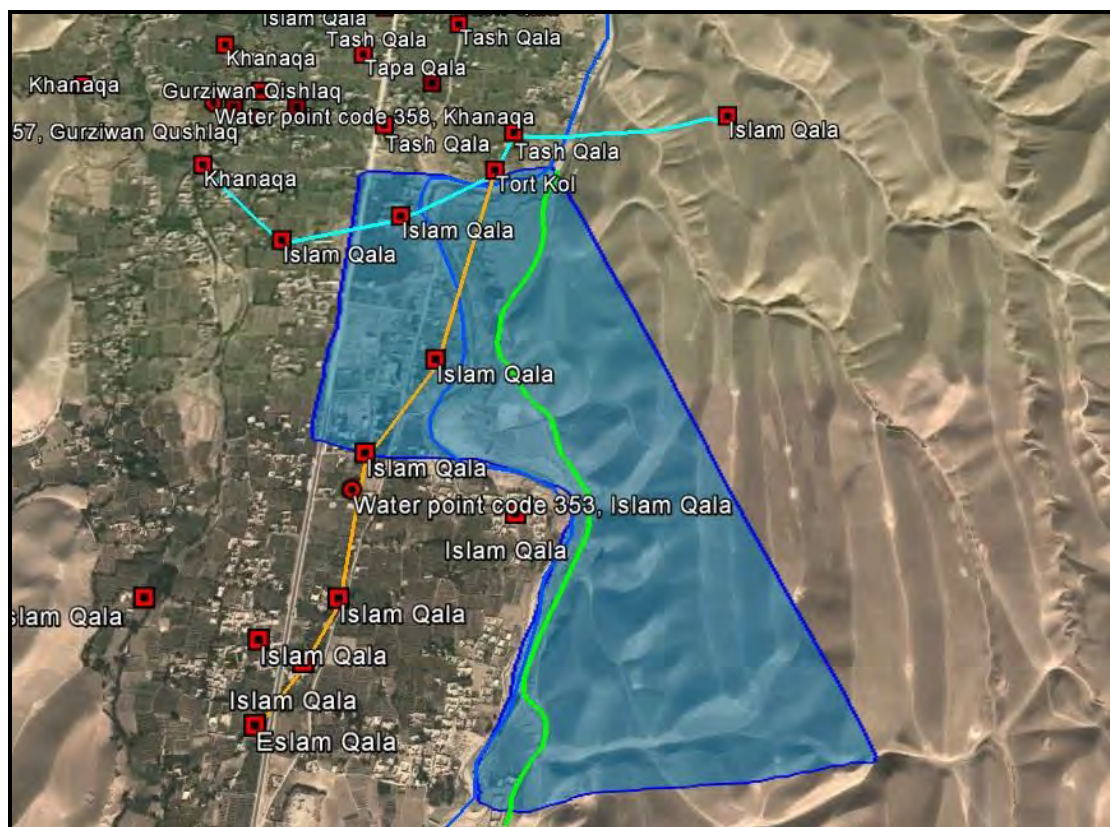 Islam Qala
Tash Qala
Tash Qala
Khanaqa
Tapa Qala
Khanaqa
Gurziwan Qishlaq
Water point code 358, Khanaqa
Islam Qala
57, Gurziwan Qushlaq
Tash Qala
Tash Qala
Khanaqa
Tort Kol
Islam Qala
Islam Qala
Islam Qala
Islam Qala
Water point code 353, Islam Qala
Islam Qala
slam Qala
Islam Qala
Islam Qala
Islam Qala
Eslam Qala